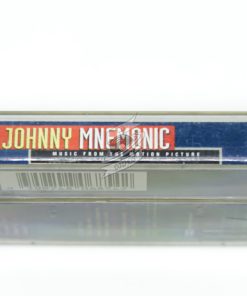 JOHNNY MNEMONIC
MUSIC FROM THE MOTION PICTURE